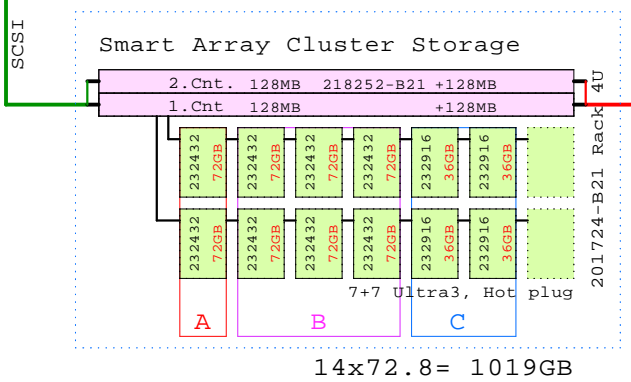 SCSI
Smart Array Cluster Storage
2.Cnt. 128MB 218252-B21 +128MB
1.Cnt 128MB +128MB
201724-B21 Rack 4U
232432 72GB 232432 72GB 232432 72GB 232432 72GB 232916 36GB 232916 36GB
232432 72GB 232432 72GB 232432 72GB 232432 72GB 232916 36GB 232916 36GB
7+7 Ultra3, Hot plug
A B C
14x72.8= 1019GB